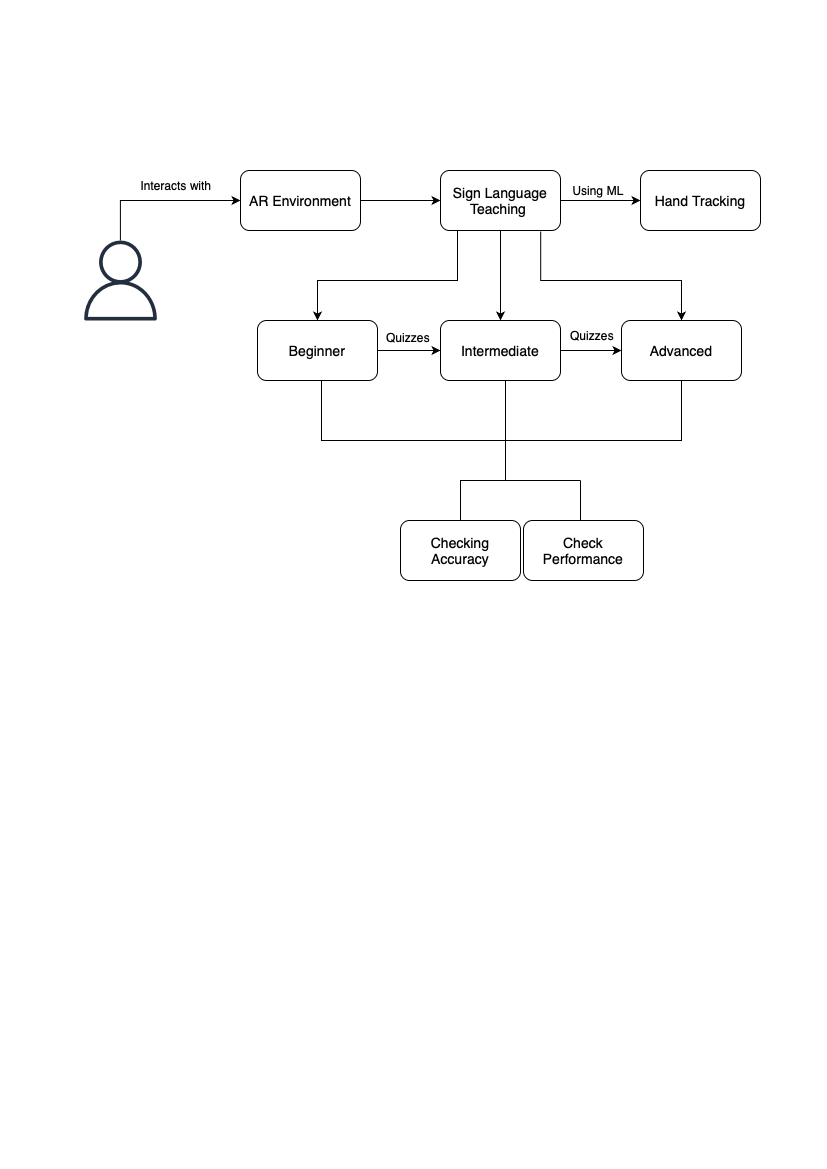 Interacts with
AR Environment
Sign Language
Teaching
Using ML
Hand Tracking
Beginner
Quizzes
Intermediate
Quizzes
Advanced
Checking
Accuracy
Check
Performance